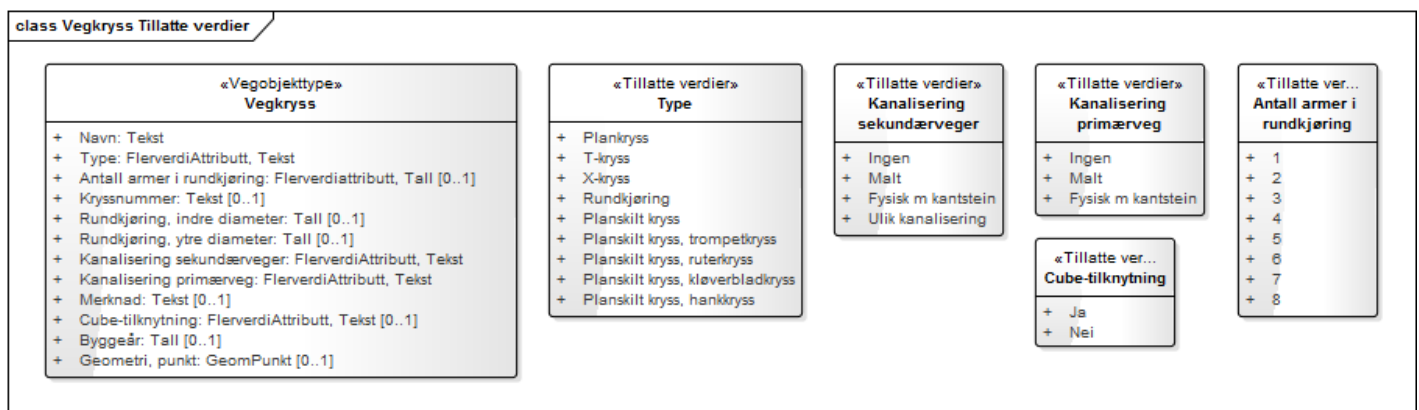 class Vegkryss Tillatte verdier
«Vegobjekttype»
Vegkryss
+ Navn: Tekst
+ Type: FlerverdiAttributt, Tekst
+ Antall armer i rundkjøring: Flerverdiattributt, Tall [0..1]
+ Kryssnummer: Tekst [0..1]
+ Rundkjøring, indre diameter: Tall [0..1]
+ Rundkjøring, ytre diameter: Tall [0..1]
+ Kanalisering sekundærveger: FlerverdiAttributt, Tekst
+ Kanalisering primærveg: FlerverdiAttributt, Tekst
+ Merknad: Tekst [0..1]
+ Cube-tilknytning: FlerverdiAttributt, Tekst [0..1]
+ Byggeår: Tall [0..1]
+ Geometri, punkt: GeomPunkt [0..1]
«Tillatte verdier»
Type
+ Plankryss
+ T-kryss
+ X-kryss
+ Rundkjøring
+ Planskilt kryss
+ Planskilt kryss, trompetkryss
+ Planskilt kryss, ruterkryss
+ Planskilt kryss, kløverbladkryss
+ Planskilt kryss, hankkryss
«Tillatte verdier»
Kanalisering
sekundærveger
+ Ingen
+ Malt
+ Fysisk m kantstein
+ Ulik kanalisering
«Tillatte verdier»
Kanalisering
primærveg
+ Ingen
+ Malt
+ Fysisk m kantstein
«Tillatte ver...
Cube-tilknytning
+ Ja
+ Nei
«Tillatte ver...
Antall armer i
rundkjøring
+ 1
+ 2
+ 3
+ 4
+ 5
+ 6
+ 7
+ 8